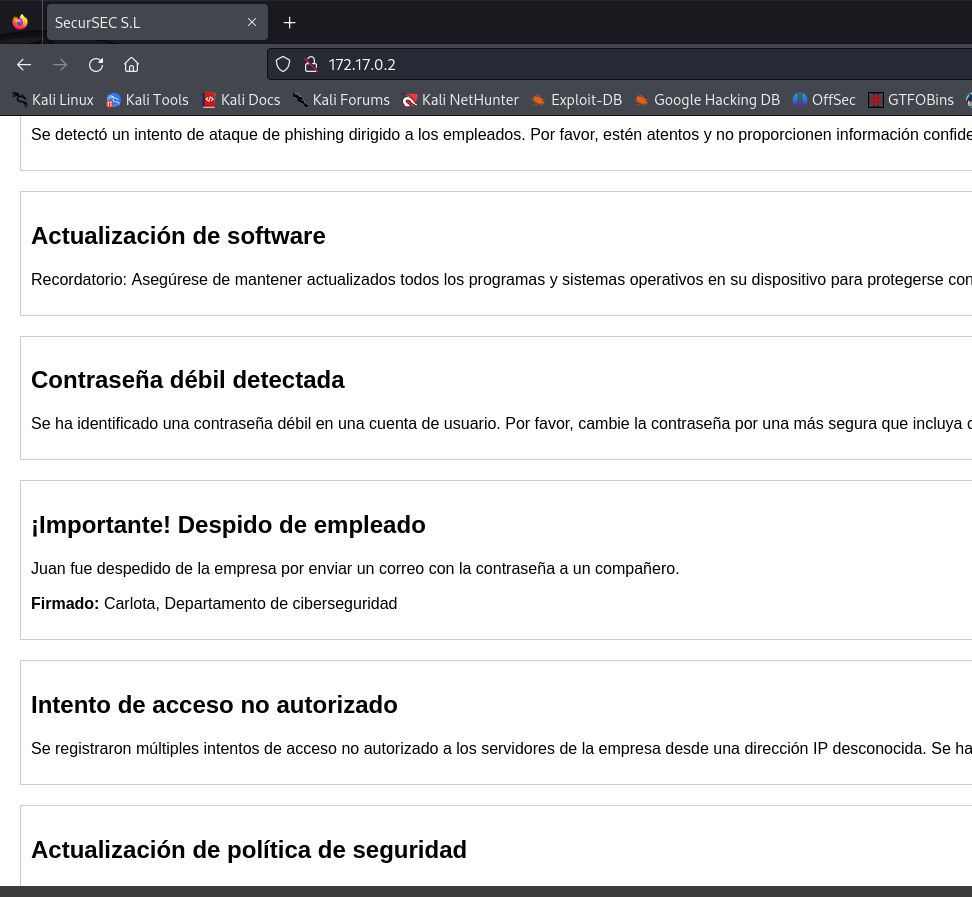 SecurSEC S.L
172.17.0.2
Kali Linux Kali Tools Kali Docs Kali Forums Kali NetHunter Exploit-DB Google Hacking DB OffSec GTFOBins
Se detectó un intento de ataque de phishing dirigido a los empleados. Por favor, estén atentos y no proporcionen información confide
Actualización de software
Recordatorio: Asegúrese de mantener actualizados todos los programas y sistemas operativos en su dispositivo para protegerse con
Contraseña débil detectada
Se ha identificado una contraseña débil en una cuenta de usuario. Por favor, cambie la contraseña por una más segura que incluya
¡Importante! Despido de empleado
Juan fue despedido de la empresa por enviar un correo con la contraseña a un compañero.
Firmado: Carlota, Departamento de ciberseguridad
Intento de acceso no autorizado
Se registraron múltiples intentos de acceso no autorizado a los servidores de la empresa desde una dirección IP desconocida. Se ha
Actualización de política de seguridad